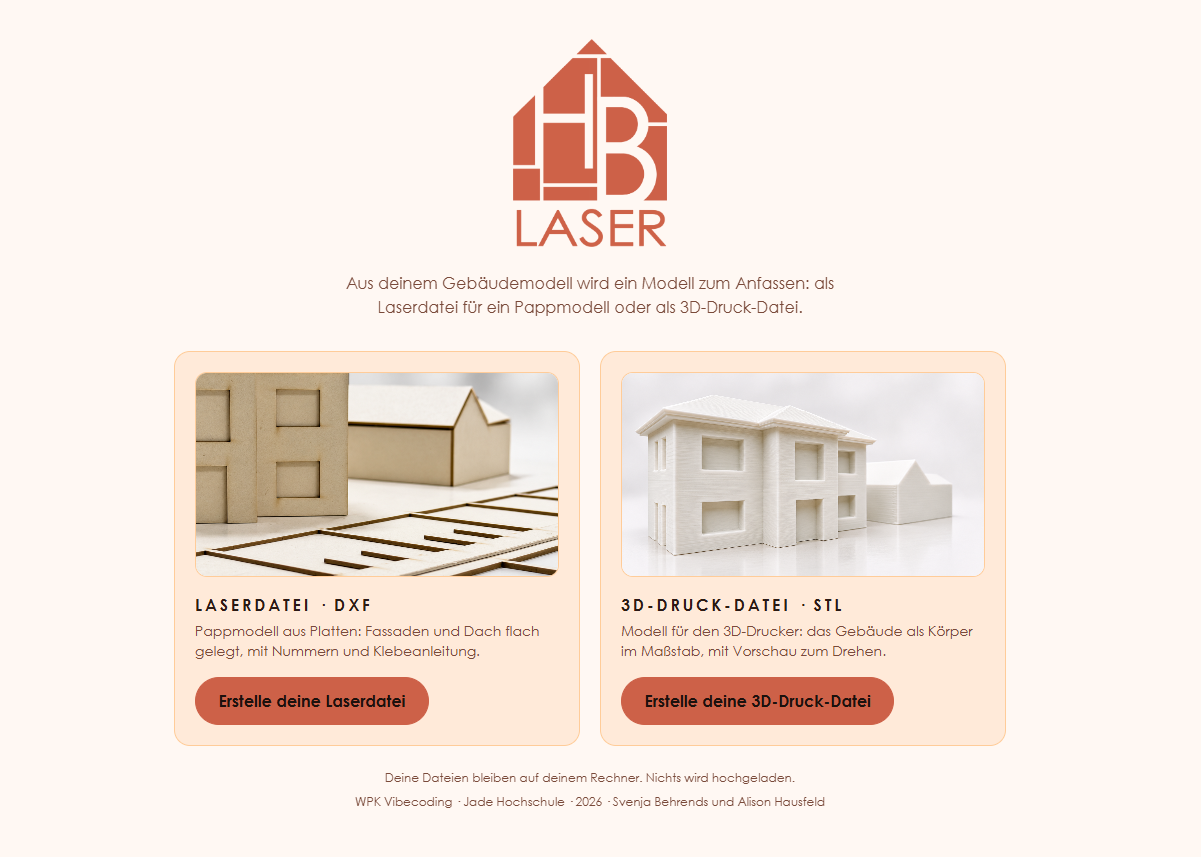 HB
LASER
Aus deinem Gebäudemodell wird ein Modell zum Anfassen: als
Laserdatei für ein Pappmodell oder als 3D-Druck-Datei.
LASERDATEI · DXF
Pappmodell aus Platten: Fassaden und Dach flach
gelegt, mit Nummern und Klebeanleitung.
Erstelle deine Laserdatei
3D-DRUCK-DATEI · STL
Modell für den 3D-Drucker: das Gebäude als Körper
im Maßstab, mit Vorschau zum Drehen.
Erstelle deine 3D-Druck-Datei
Deine Dateien bleiben auf deinem Rechner. Nichts wird hochgeladen.
WPK Vibecoding · Jade Hochschule · 2026 · Svenja Behrends und Alison Hausfeld